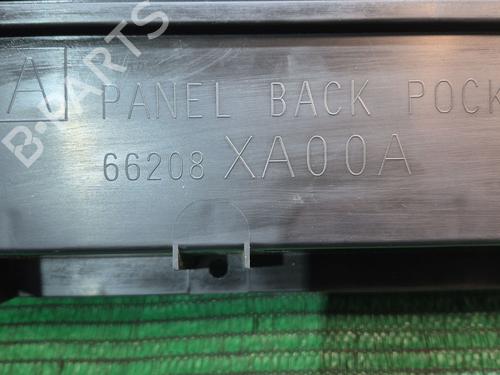 B-PARTS
A
PANEL BACK POCK
66208 XA00A